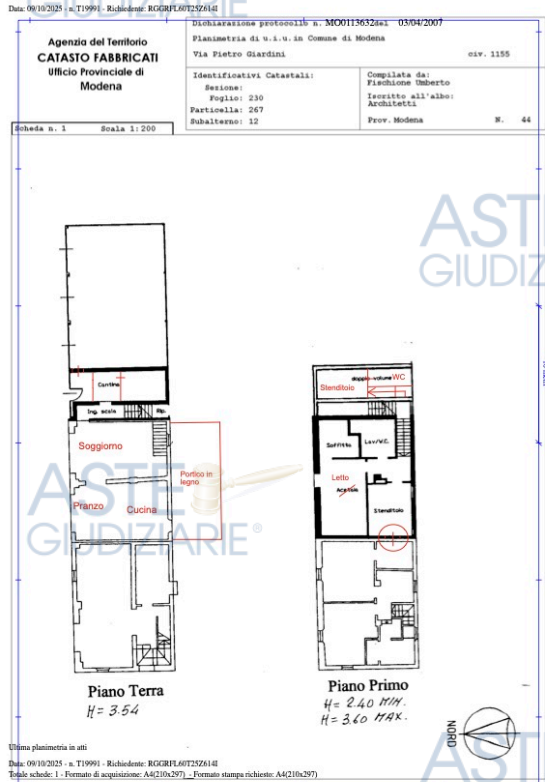 Data: 09/10/2025 - n. T19991 - Richiedente: RGGRFL60T25Z614I
Agenzia del Territorio
CATASTO FABBRICATI
Ufficio Provinciale di
Modena
Dichiarazione protocollo n. MO0113632del 03/04/2007
Planimetria di u.i.u. in Comune di Modena
Via Pietro Giardini civ. 1155
Identificativi Catastali:
Sezione:
Foglio: 230
Particella: 267
Subalterno: 12
Compilata da:
Fischione Umberto
Iscritto all'albo:
Architetti
Prov. Modena N. 44
Scheda n. 1 Scala 1:200
ASTE
GIUDIZIARIE
Cantina
Ing. scala Rip.
Soggiorno
Pranzo
Cucina
Portico in
legno
doppio volume WC
Stenditoio
Soffitta Lav/W.C.
Letto
Acetaia
Stenditoio
ASTE
GIUDIZIARIE®
Piano Terra
H = 3.54
Piano Primo
H = 2.40 MIN.
H = 3.60 MAX.
NORD
Ultima planimetria in atti
Data: 09/10/2025 - n. T19991 - Richiedente: RGGRFL60T25Z614I
Totale schede: 1 - Formato di acquisizione: A4(210x297) - Formato stampa richiesto: A4(210x297)